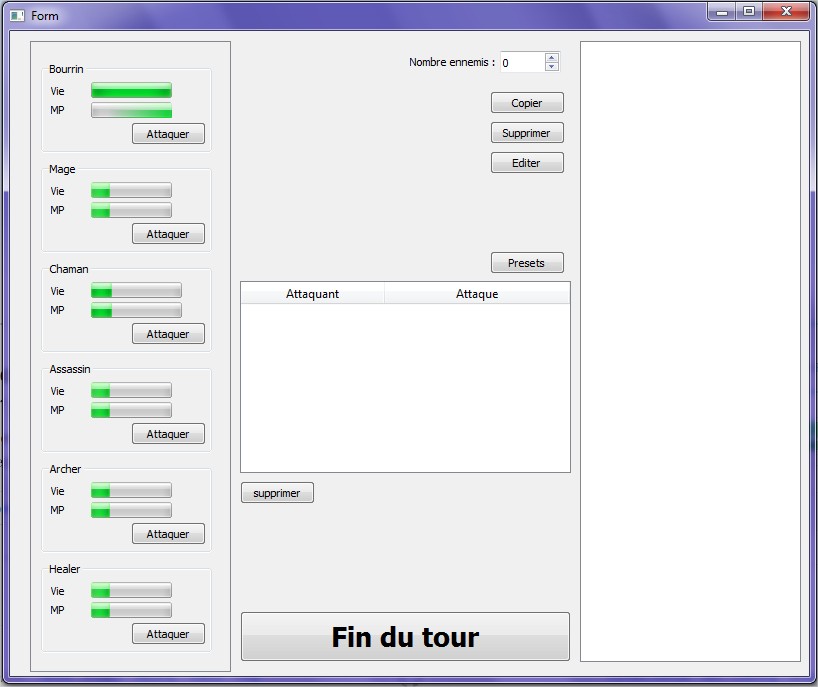 Form
Bourrin
Vie
MP
Attaquer
Mage
Vie
MP
Attaquer
Chaman
Vie
MP
Attaquer
Assassin
Vie
MP
Attaquer
Archer
Vie
MP
Attaquer
Healer
Vie
MP
Attaquer
Nombre ennemis : 0
Copier
Supprimer
Editer
Presets
Attaquant Attaque
supprimer
Fin du tour